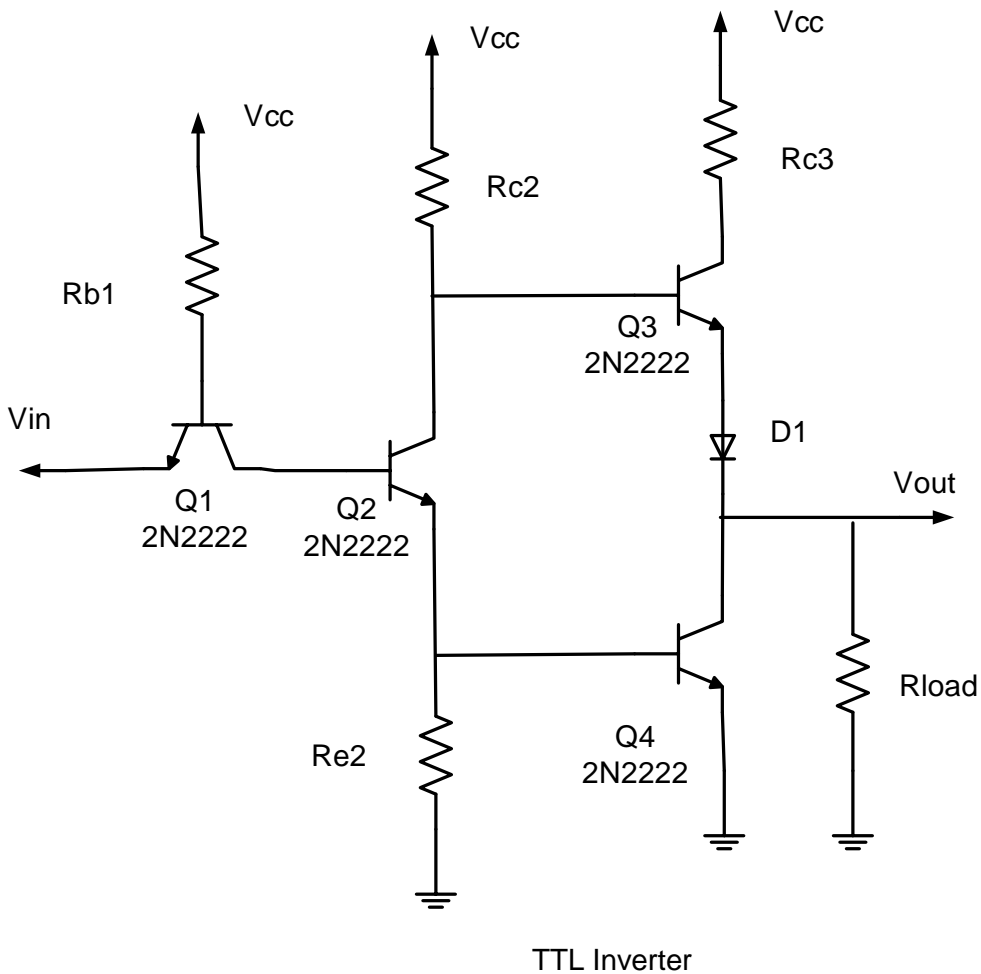 Vcc
Vcc
Vcc
Rc3
Rc2
Rb1
Q3
2N2222
Vin
D1
Vout
Q1
2N2222
Q2
2N2222
Rload
Q4
2N2222
Re2
TTL Inverter